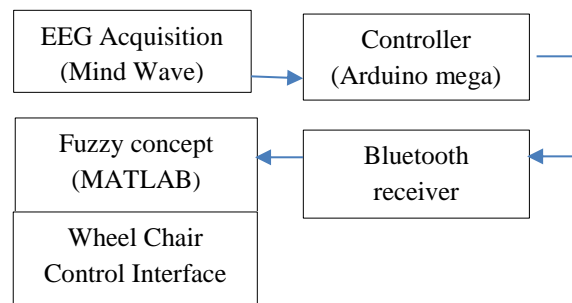 EEG Acquisition
(Mind Wave)
Controller
(Arduino mega)
Fuzzy concept
(MATLAB)
Bluetooth
receiver
Wheel Chair
Control Interface